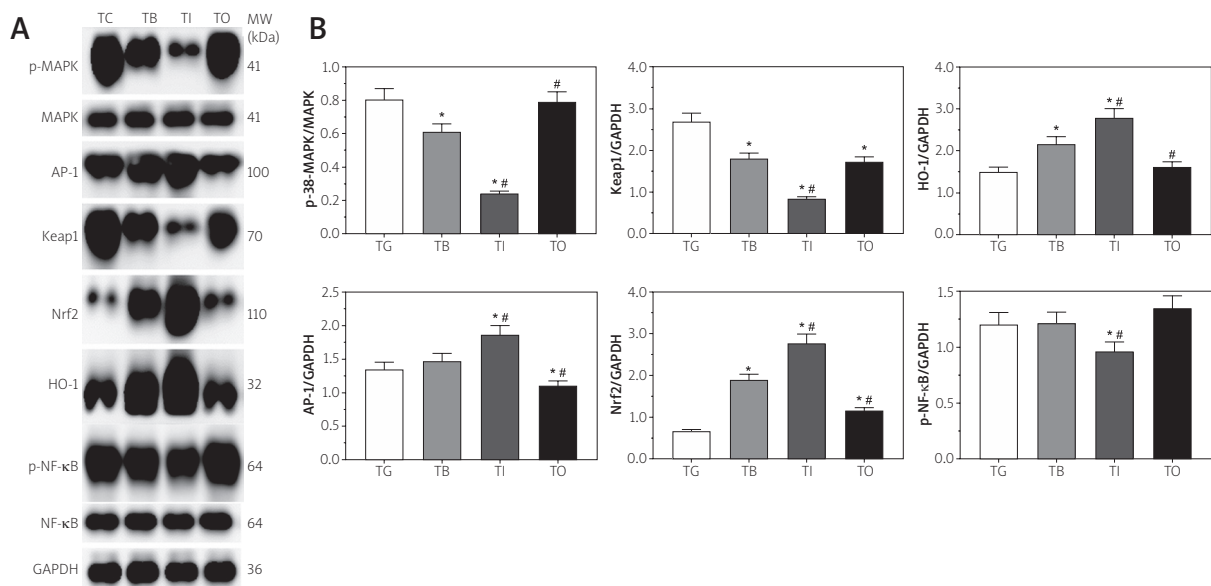 A
TC TB TI TO MW
(kDa)
p-MAPK 41
MAPK 41
AP-1 100
Keap1 70
Nrf2 110
HO-1 32
p-NF-κB 64
NF-κB 64
GAPDH 36
B
p-38-MAPK/MAPK
1.0
0.8
0.6
0.4
0.2
0.0
* * # #
TG TB TI TO
Keap1/GAPDH
4.0
3.0
2.0
1.0
0.0
* * # *
TG TB TI TO
HO-1/GAPDH
4.0
3.0
2.0
1.0
0.0
* * # #
TG TB TI TO
AP-1/GAPDH
2.5
2.0
1.5
1.0
0.5
0.0
* # * #
TG TB TI TO
Nrf2/GAPDH
4.0
3.0
2.0
1.0
0.0
* * # * #
TG TB TI TO
p-NF-κB/GAPDH
1.5
1.0
0.5
0.0
* #
TG TB TI TO